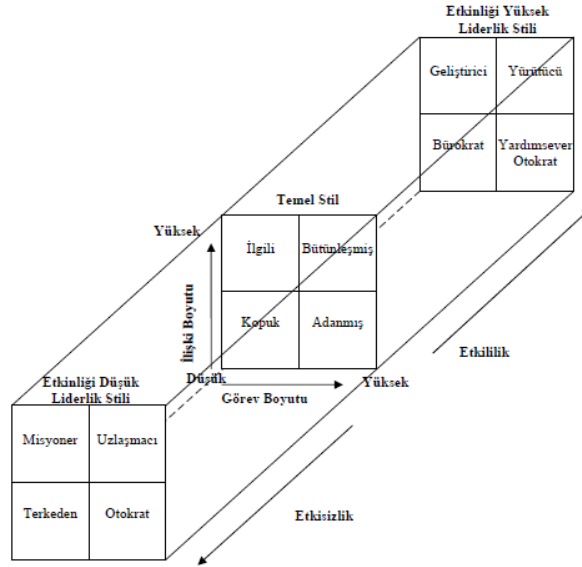 Etkinliği Yüksek
Liderlik Stili
Geliştirici
Yürütücü
Bürokrat
Yardımsever
Otokrat
Temel Stil
Yüksek
İlgili
Bütünleşmiş
Kopuk
Adanmış
İlişki Boyutu
Düşük
Görev Boyutu
Yüksek
Etkililik
Etkinliği Düşük
Liderlik Stili
Misyoner
Uzlaşmacı
Terkeden
Otokrat
Etkisizlik